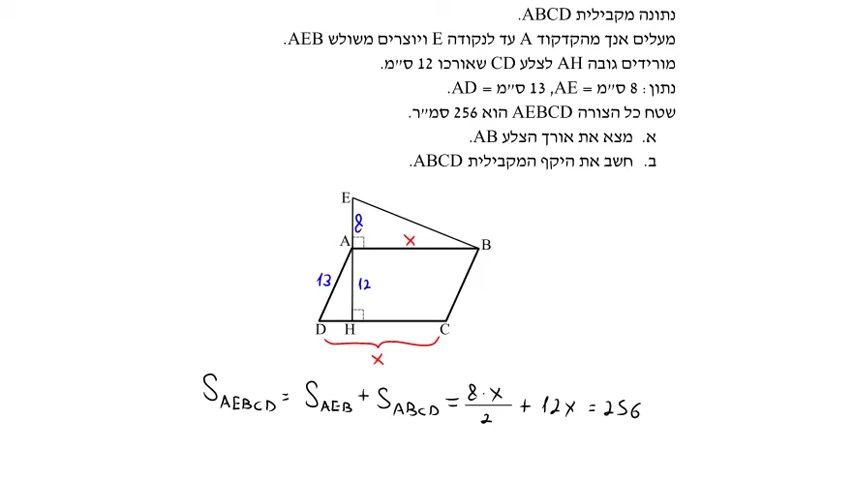 נתונה מקבילית ABCD.
מעלים אנך מהקדקוד A עד לנקודה E ויוצרים משולש AEB.
מורידים גובה AH לצלע CD שאורכו 12 ס״מ.
נתון: 8 ס״מ = AE, 13 ס״מ = AD.
שטח כל הצורה AEBCD הוא 256 סמ״ר.
א. מצא את אורך הצלע AB.
ב. חשב את היקף המקבילית ABCD.
E
8
A x B
13 12
D H C
x
S_AEBCD = S_AEB + S_ABCD = 8·x/2 + 12x = 256